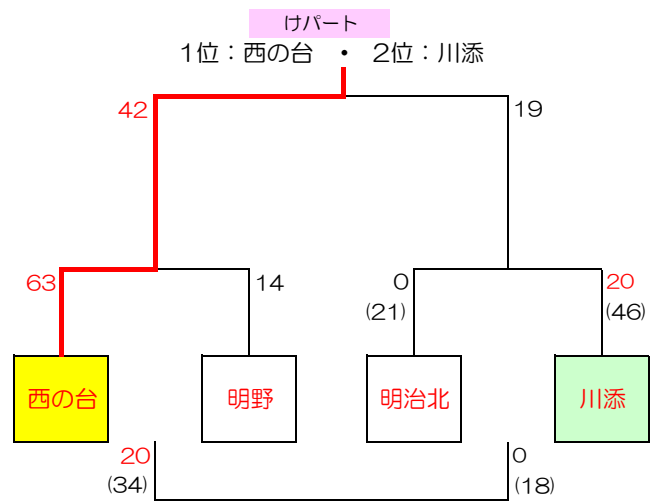 けパート
1位：西の台　・　2位：川添
42 19
63 14 0 20
(21) (46)
西の台 明野 明治北 川添
20 0
(34) (18)